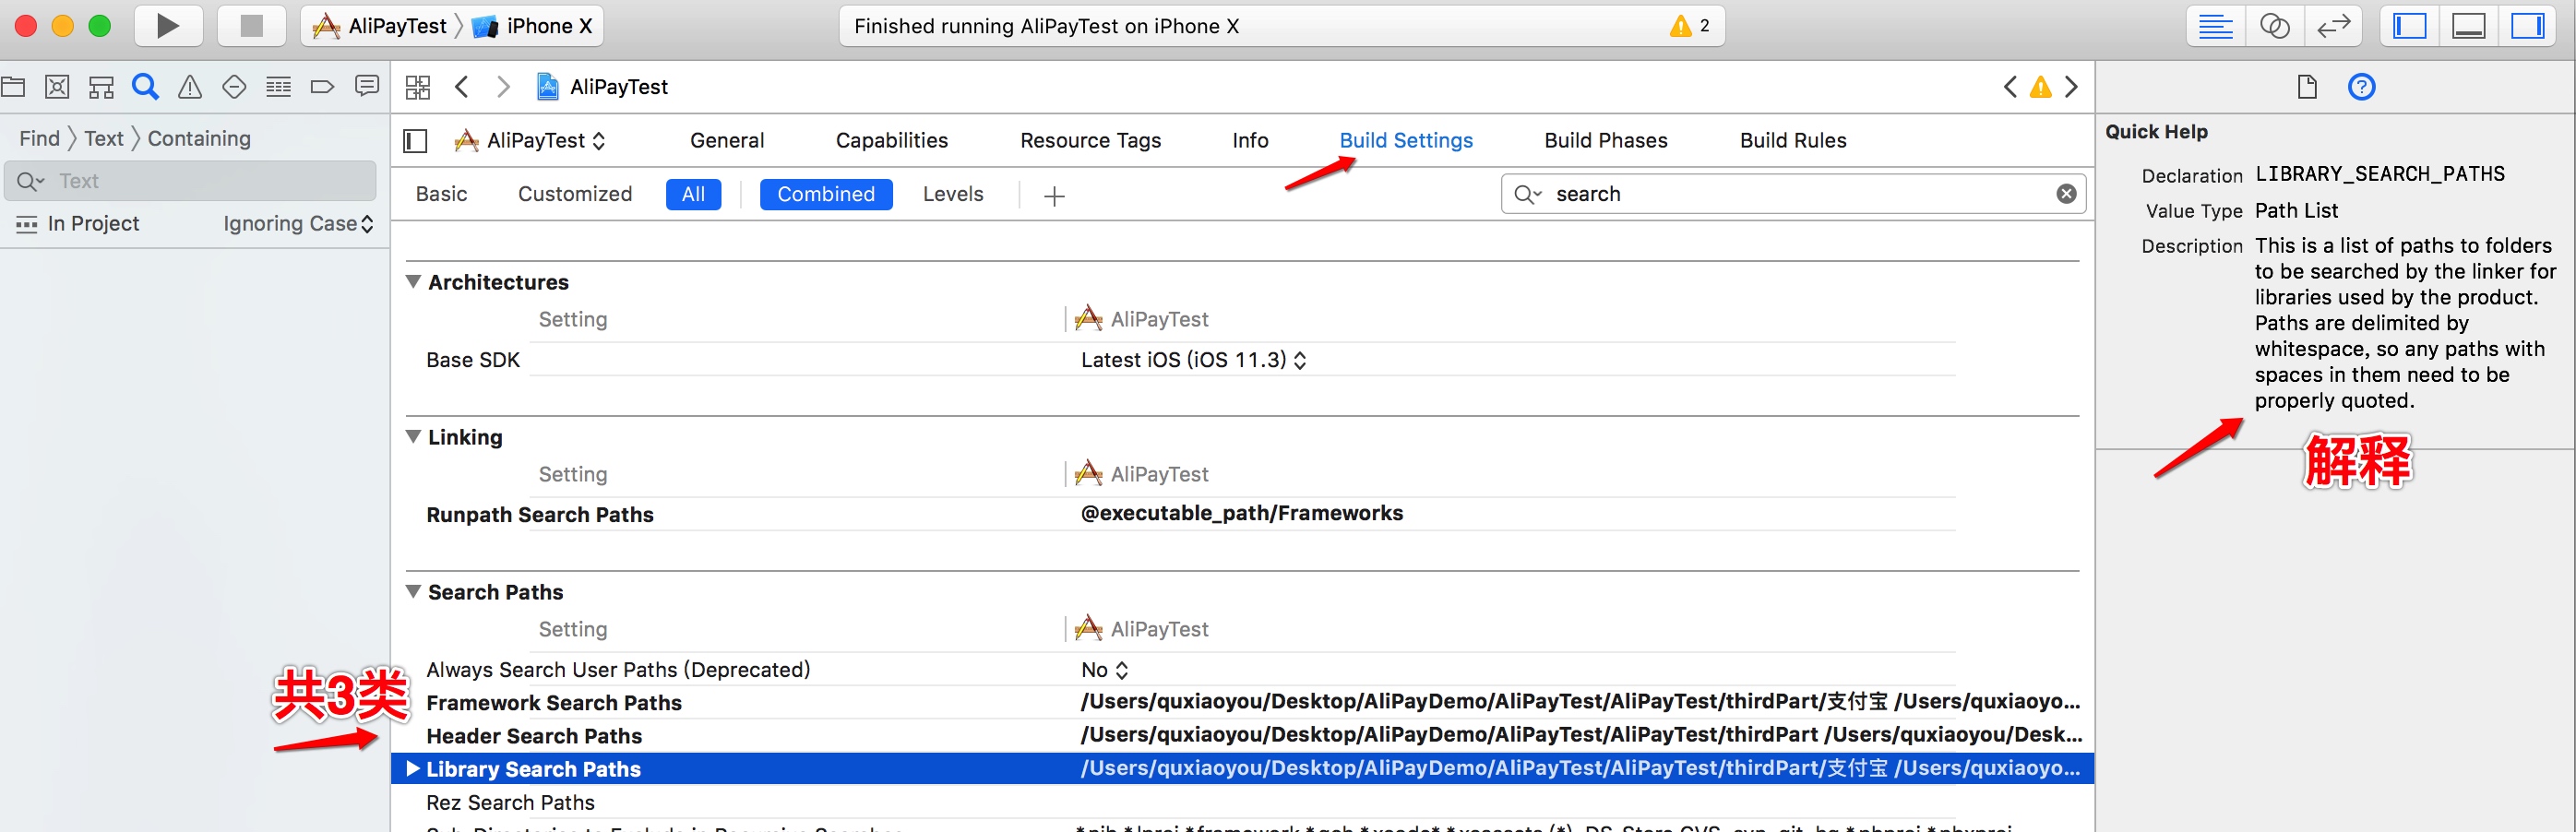 AliPayTest 〉 iPhone X
Finished running AliPayTest on iPhone X
2
AliPayTest
Find 〉 Text 〉 Containing
Text
In Project
Ignoring Case
AliPayTest
General
Capabilities
Resource Tags
Info
Build Settings
Build Phases
Build Rules
Basic
Customized
All
Combined
Levels
+
search
Architectures
Setting
AliPayTest
Base SDK
Latest iOS (iOS 11.3)
Linking
Setting
AliPayTest
Runpath Search Paths
@executable_path/Frameworks
Search Paths
Setting
AliPayTest
Always Search User Paths (Deprecated)
No
共3类
Framework Search Paths
/Users/quxiaoyou/Desktop/AliPayDemo/AliPayTest/AliPayTest/thirdPart/支付宝 /Users/quxiaoyo...
Header Search Paths
/Users/quxiaoyou/Desktop/AliPayDemo/AliPayTest/AliPayTest/thirdPart /Users/quxiaoyou/Desk...
Library Search Paths
/Users/quxiaoyou/Desktop/AliPayDemo/AliPayTest/AliPayTest/thirdPart/支付宝 /Users/quxiaoyo...
Rez Search Paths
Quick Help
Declaration LIBRARY_SEARCH_PATHS
Value Type Path List
Description This is a list of paths to folders
to be searched by the linker for
libraries used by the product.
Paths are delimited by
whitespace, so any paths with
spaces in them need to be
properly quoted.
解释